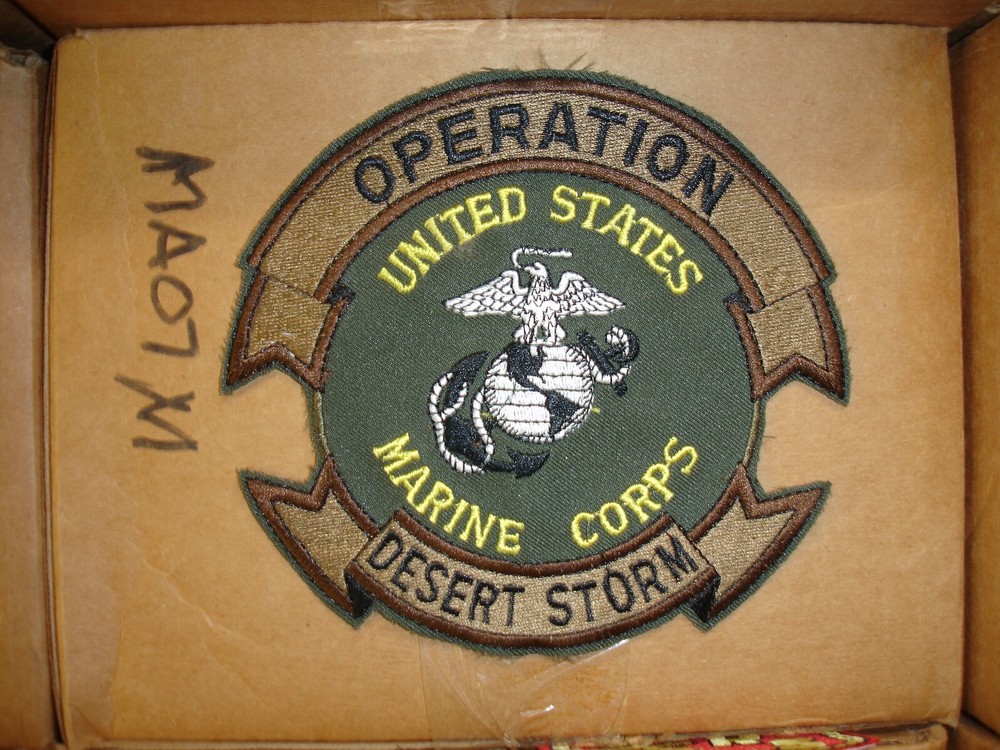 OPERATION
UNITED STATES
MARINE CORPS
DESERT STORM